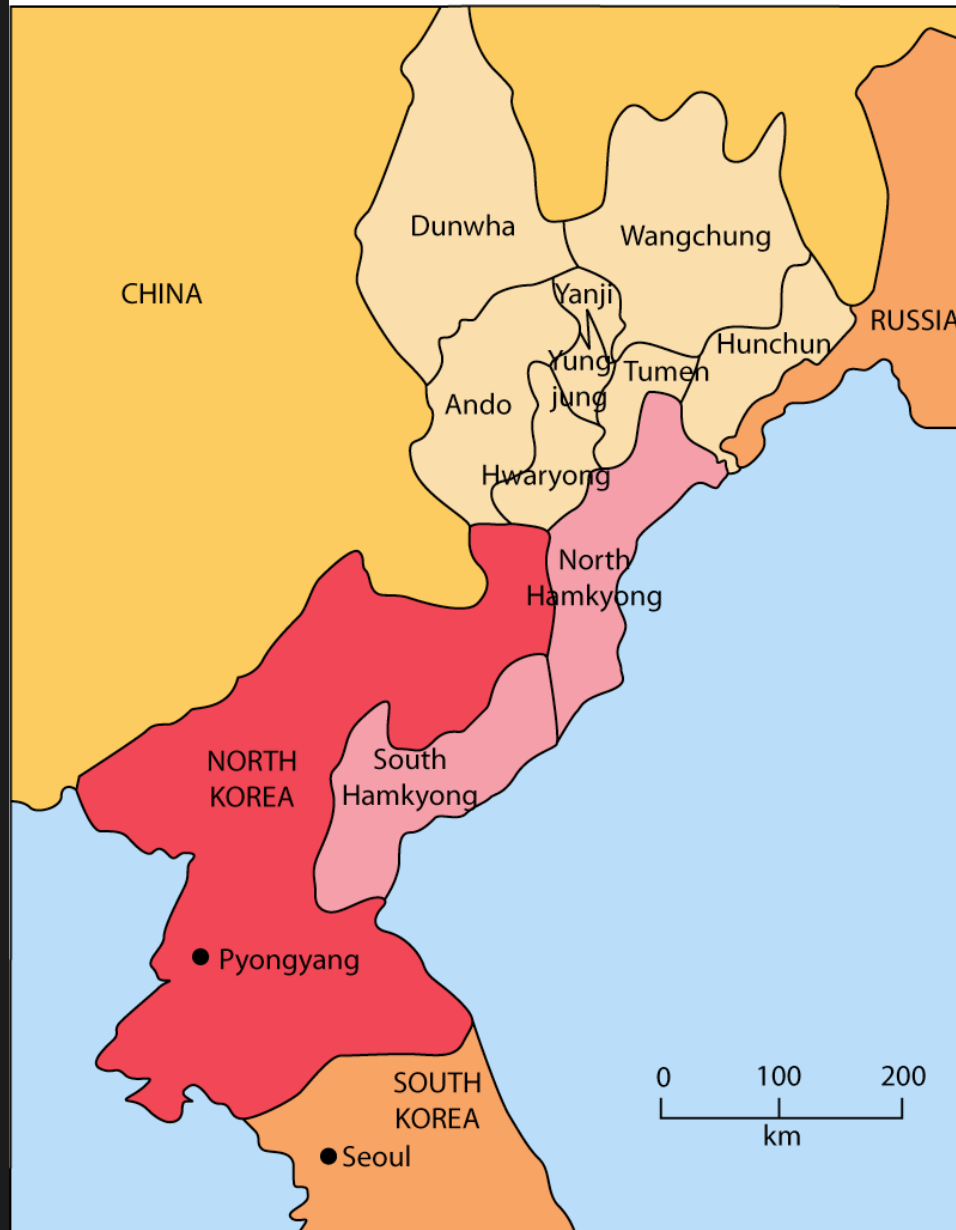 Dunwha
Wangchung
CHINA
Yanji
RUSSIA
Hunchun
Yung
jung
Tumen
Ando
Hwaryong
North
Hamkyong
NORTH
KOREA
South
Hamkyong
Pyongyang
SOUTH
KOREA
0 100 200
km
Seoul